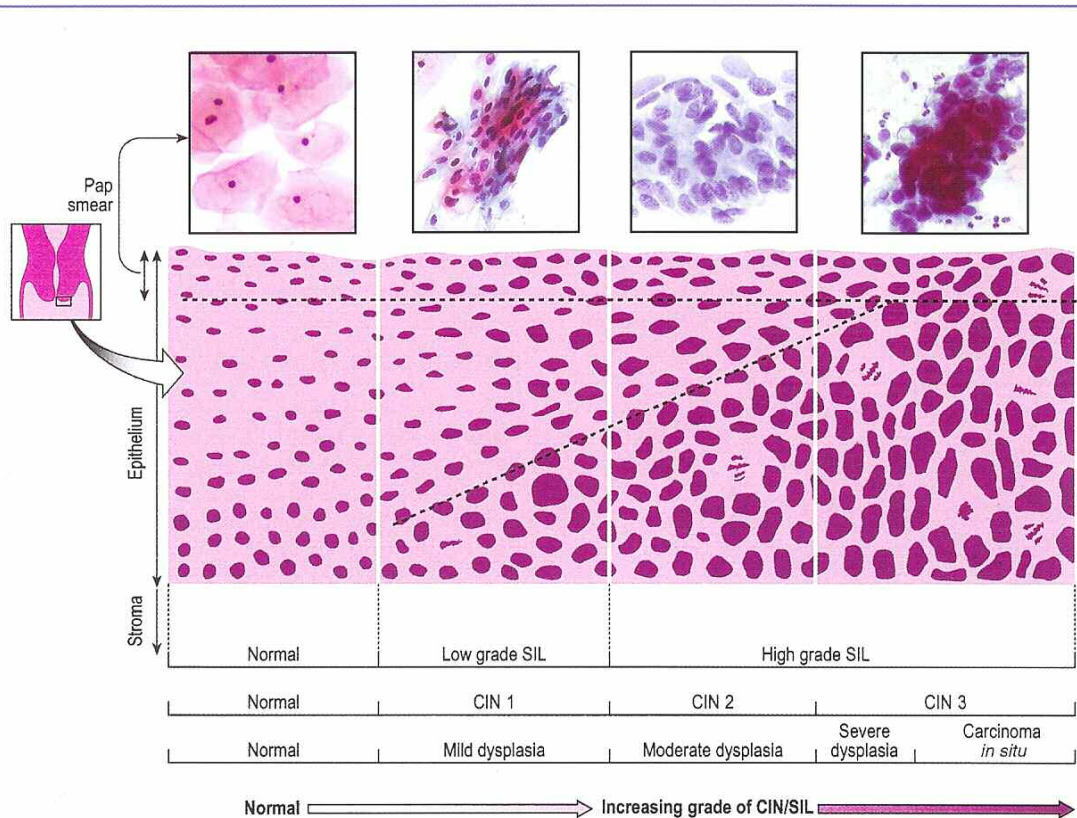 Pap
smear
Epithelium
Stroma
Normal Low grade SIL High grade SIL
Normal CIN 1 CIN 2 CIN 3
Normal Mild dysplasia Moderate dysplasia Severe
dysplasia Carcinoma
in situ
Normal Increasing grade of CIN/SIL